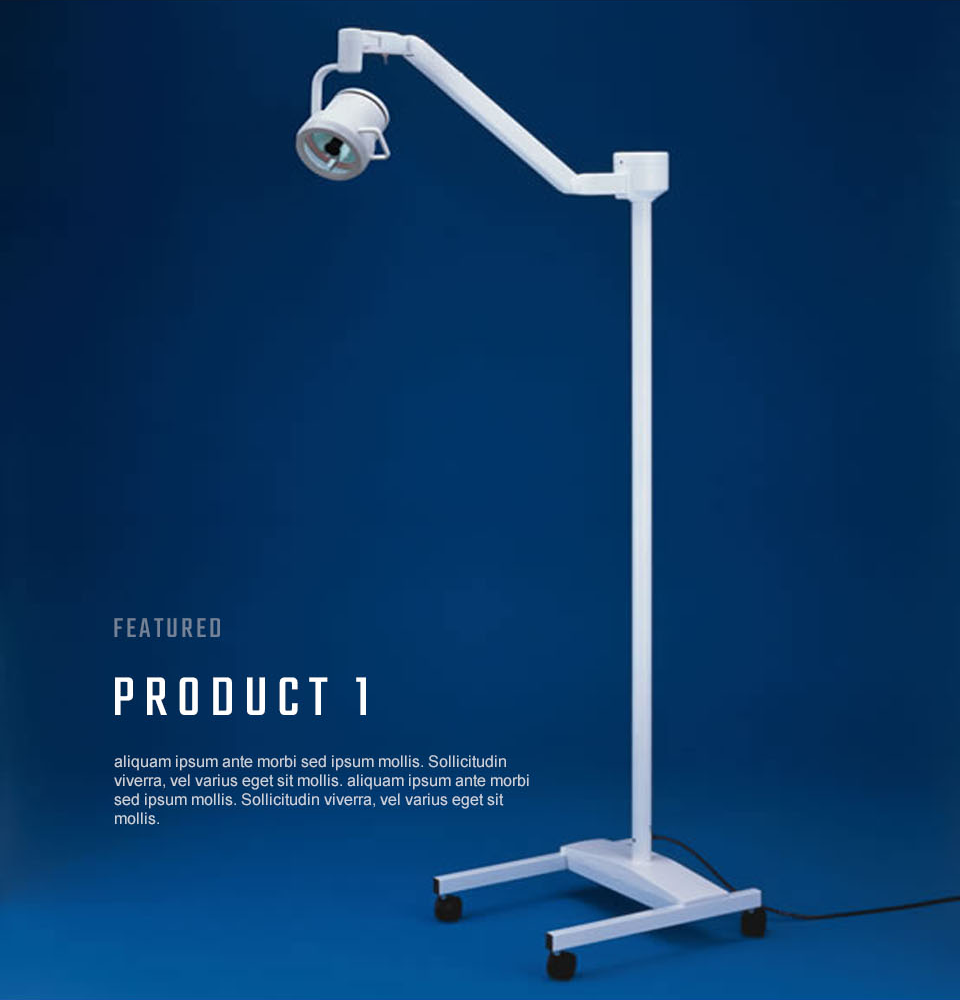 FEATURED
PRODUCT 1
aliquam ipsum ante morbi sed ipsum mollis. Sollicitudin
viverra, vel varius eget sit mollis. aliquam ipsum ante morbi
sed ipsum mollis. Sollicitudin viverra, vel varius eget sit
mollis.